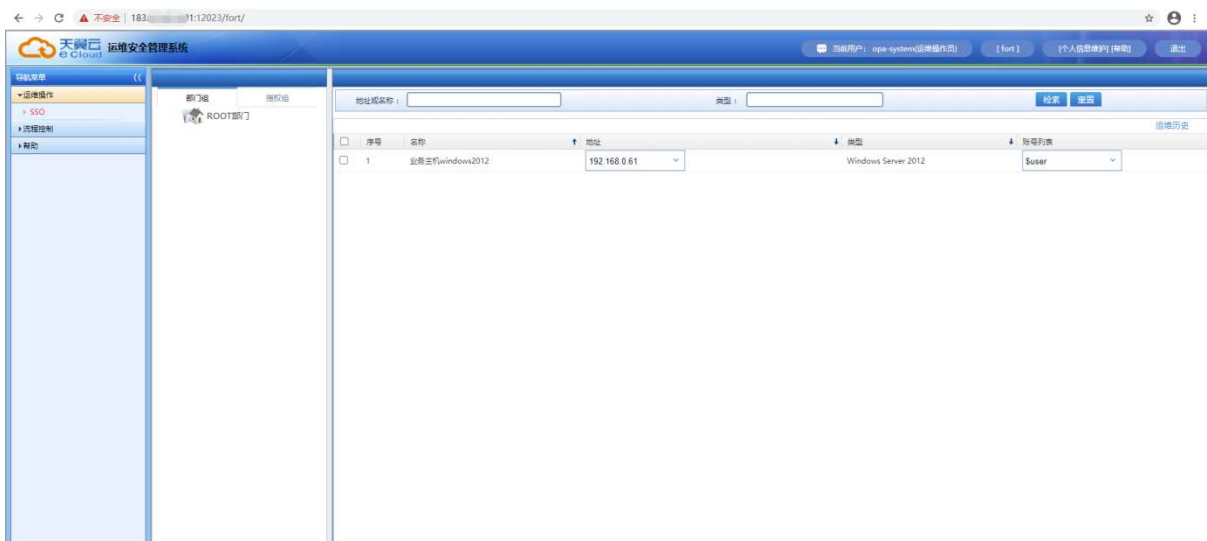 不安全 | 183. 1:12023/fort/
天翼云 e Cloud 运维安全管理系统
当前用户: opa-system(运维操作员) [fort] [个人信息维护] [帮助] 退出
导航菜单
运维操作
SSO
流程控制
帮助
部门组 授权组
ROOT部门
地址或名称: 类型: 检索 重置
运维历史
序号 名称 地址 类型 账号列表
1 业务主机windows2012 192.168.0.61 Windows Server 2012 $user